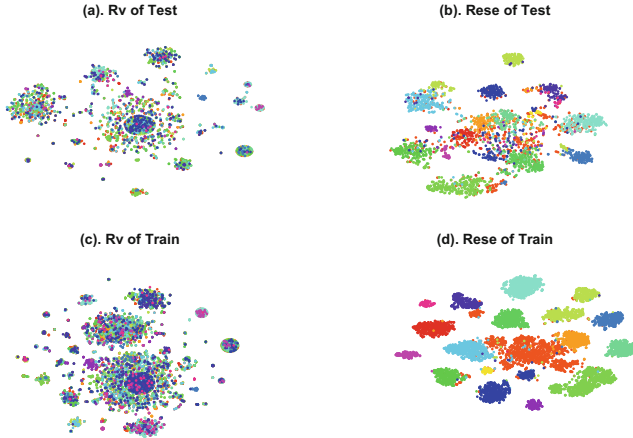 (a). Rv of Test
(b). Rese of Test
(c). Rv of Train
(d). Rese of Train